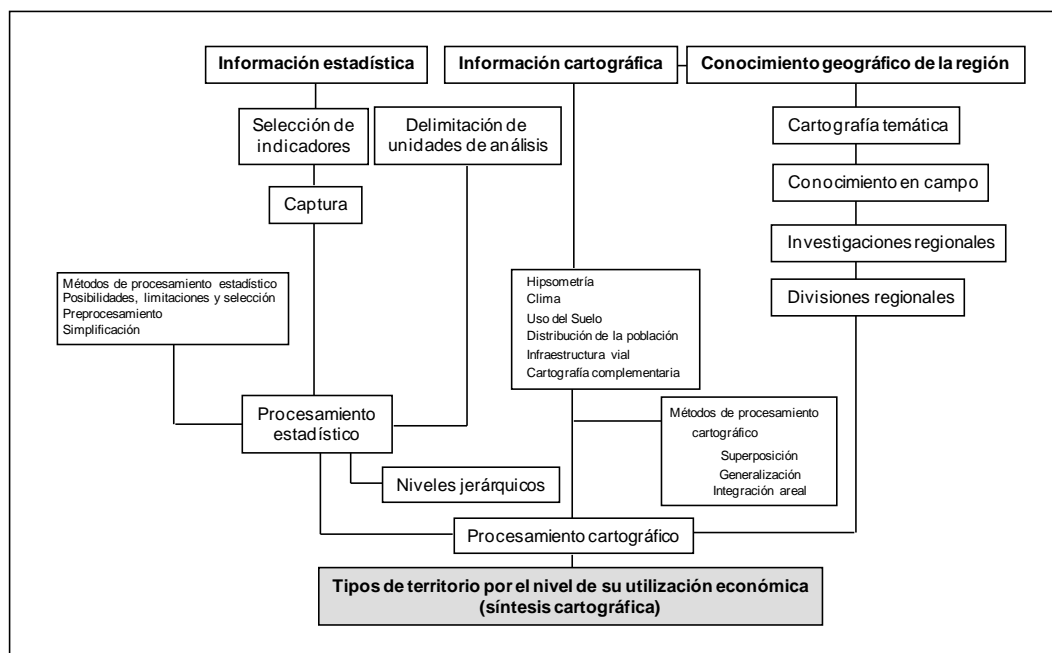 Información estadística
Información cartográfica
Conocimiento geográfico de la región
Selección de
indicadores
Delimitación de
unidades de análisis
Cartografía temática
Captura
Conocimiento en campo
Investigaciones regionales
Métodos de procesamiento estadístico
Posibilidades, limitaciones y selección
Preprocesamiento
Simplificación
Hipsometría
Clima
Uso del Suelo
Distribución de la población
Infraestructura vial
Cartografía complementaria
Divisiones regionales
Procesamiento
estadístico
Métodos de procesamiento
cartográfico
Superposición
Generalización
Integración areal
Niveles jerárquicos
Procesamiento cartográfico
Tipos de territorio por el nivel de su utilización económica
(síntesis cartográfica)